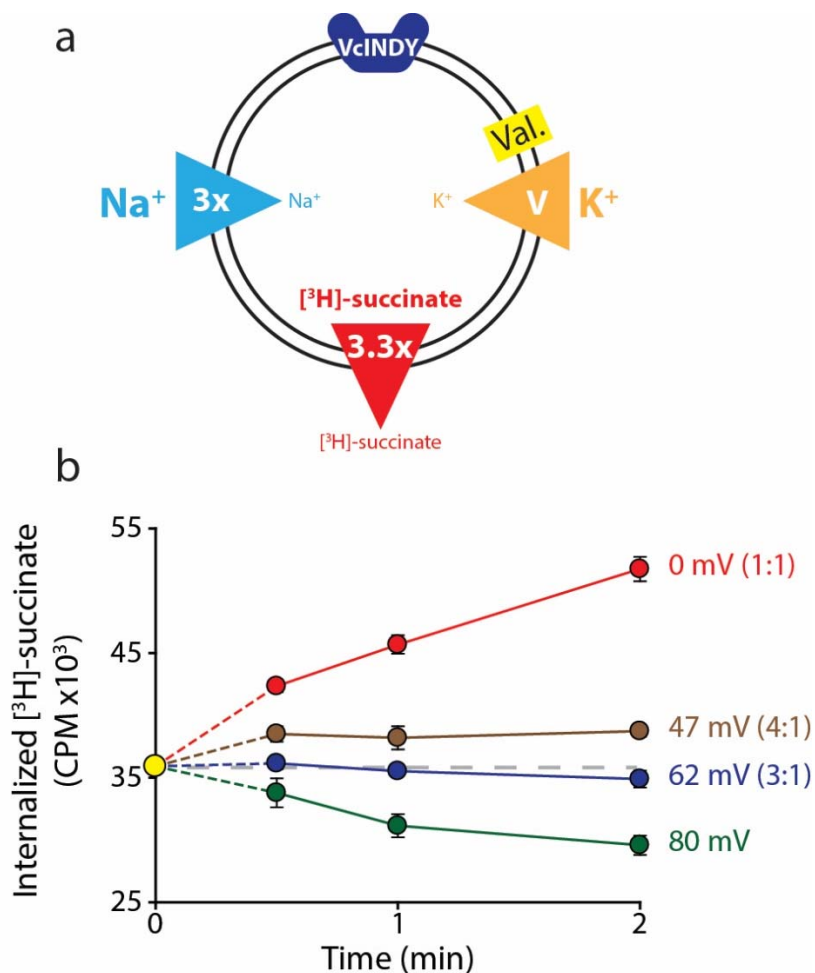 a
VcINDY
Val.
Na⁺
3x
Na⁺
K⁺
V
K⁺
[³H]-succinate
3.3x
[³H]-succinate
b
Internalized [³H]-succinate
(CPM x10³)
55
45
35
25
0 mV (1:1)
47 mV (4:1)
62 mV (3:1)
80 mV
0
1
2
Time (min)